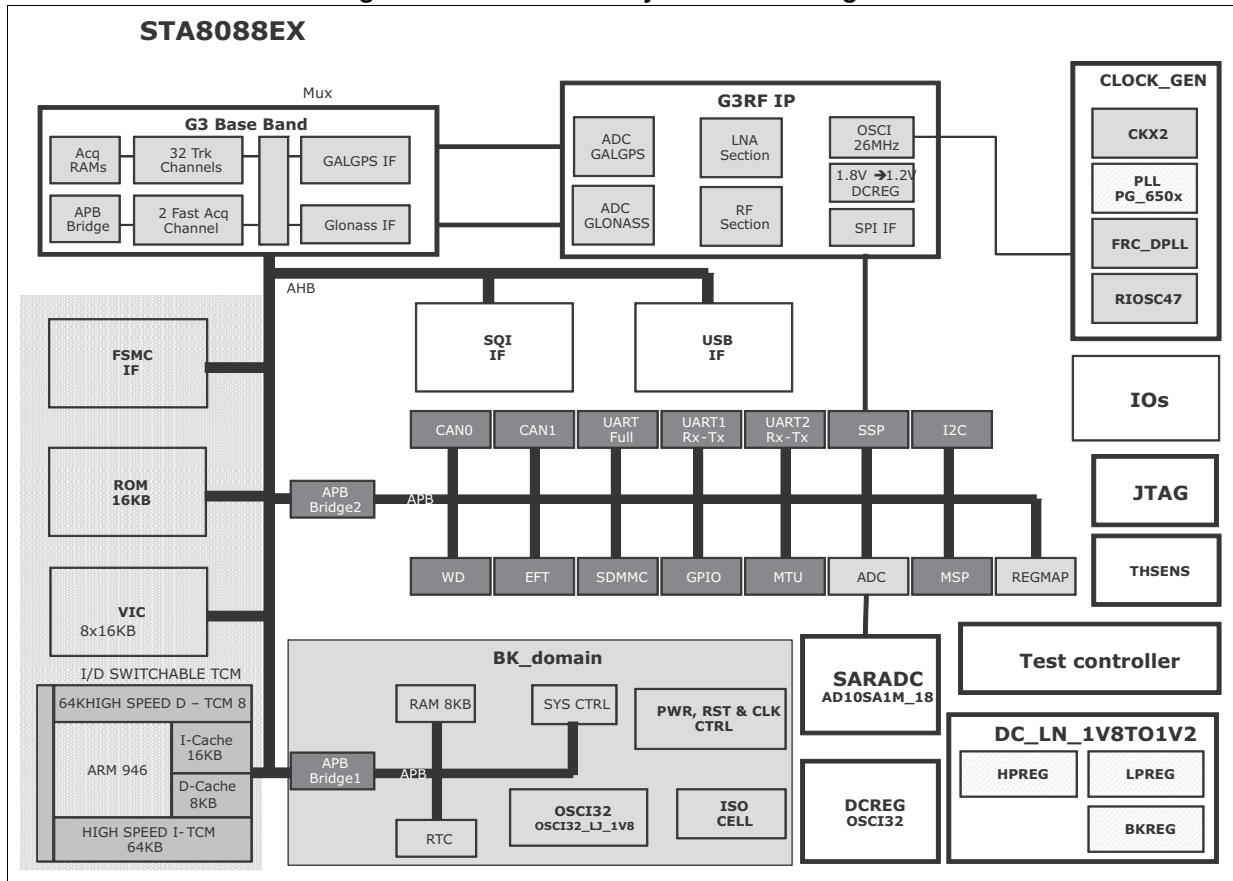 STA8088EX
Mux
G3 Base Band
Acq
RAMs
32 Trk
Channels
GALGPS IF
APB
Bridge
2 Fast Acq
Channel
Glonass IF
G3RF IP
ADC
GALGPS
LNA
Section
OSCI
26MHz
1.8V ➔1.2V
DCREG
ADC
GLONASS
RF
Section
SPI IF
CLOCK_GEN
CKX2
PLL
PG_650x
FRC_DPLL
RIOSC47
AHB
FSMC
IF
SQI
IF
USB
IF
IOs
CAN0
CAN1
UART
Full
UART1
Rx-Tx
UART2
Rx-Tx
SSP
I2C
ROM
16KB
APB
Bridge2
APB
JTAG
WD
EFT
SDMMC
GPIO
MTU
ADC
MSP
REGMAP
THSENS
VIC
8x16KB
I/D SWITCHABLE TCM
64KHIGH SPEED D – TCM 8
ARM 946
I-Cache
16KB
D-Cache
8KB
HIGH SPEED I-TCM
64KB
BK_domain
RAM 8KB
SYS CTRL
PWR, RST & CLK
CTRL
APB
Bridge1
APB
RTC
OSCI32
OSCI32_LJ_1V8
ISO
CELL
SARADC
AD10SA1M_18
Test controller
DCREG
OSCI32
DC_LN_1V8TO1V2
HPREG
LPREG
BKREG